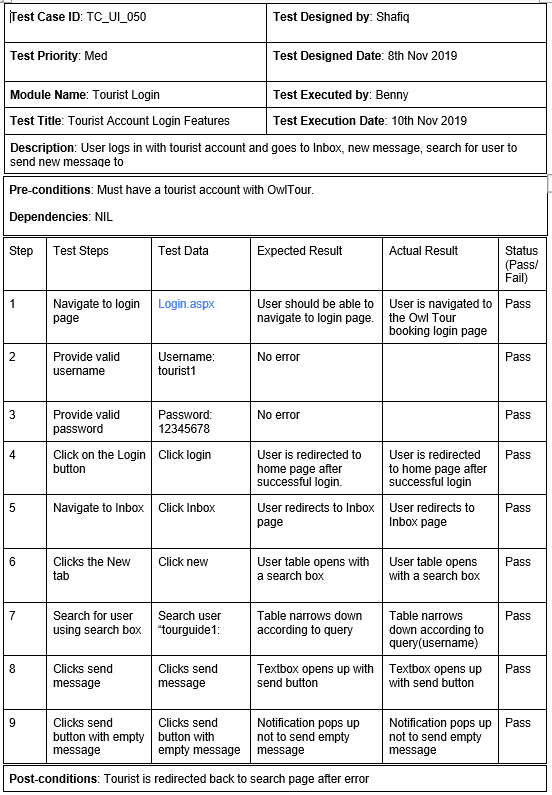 Test Case ID: TC_UI_050
Test Designed by: Shafiq
Test Priority: Med
Test Designed Date: 8th Nov 2019
Module Name: Tourist Login
Test Executed by: Benny
Test Title: Tourist Account Login Features
Test Execution Date: 10th Nov 2019
Description: User logs in with tourist account and goes to Inbox, new message, search for user to
send new message to
Pre-conditions: Must have a tourist account with OwlTour.
Dependencies: NIL
Step
Test Steps
Test Data
Expected Result
Actual Result
Status
(Pass/
Fail)
1
Navigate to login
page
Login.aspx
User should be able to
navigate to login page.
User is navigated to
the Owl Tour
booking login page
Pass
2
Provide valid
username
Username:
tourist1
No error
Pass
3
Provide valid
password
Password:
12345678
No error
Pass
4
Click on the Login
button
Click login
User is redirected to
home page after
successful login.
User is redirected
to home page after
successful login
Pass
5
Navigate to Inbox
Click Inbox
User redirects to Inbox
page
User redirects to
Inbox page
Pass
6
Clicks the New
tab
Click new
User table opens with
a search box
User table opens
with a search box
Pass
7
Search for user
using search box
Search user
“tourguide1:
Table narrows down
according to query
Table narrows
down according to
query(username)
Pass
8
Clicks send
message
Clicks send
message
Textbox opens up with
send button
Textbox opens up
with send button
Pass
9
Clicks send
button with empty
message
Clicks send
button with
empty message
Notification pops up
not to send empty
message
Notification pops up
not to send empty
message
Pass
Post-conditions: Tourist is redirected back to search page after error